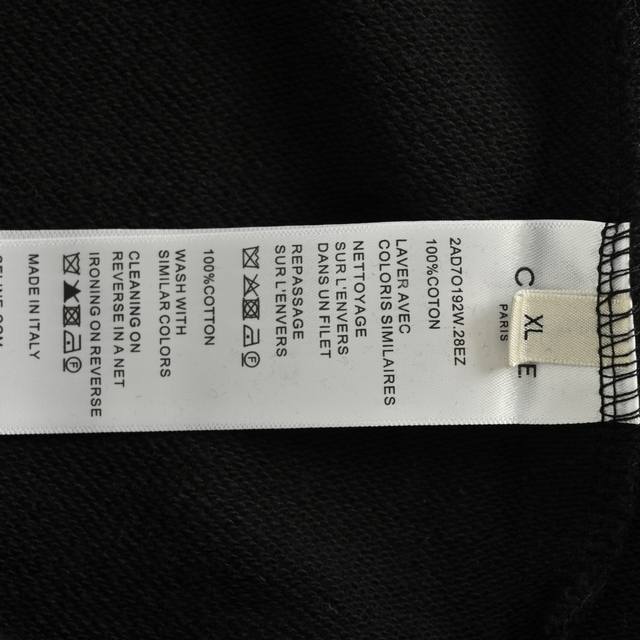 C
E
PARIS
XL
2AD7O192W.28EZ
100%COTON
LAVER AVEC
COLORIS SIMILAIRES
NETTOYAGE
SUR L'ENVERS
DANS UN FILET
REPASSAGE
SUR L'ENVERS
100%COTTON
WASH WITH
SIMILAR COLORS
CLEANING ON
REVERSE IN A NET
IRONING ON REVERSE
MADE IN ITALY